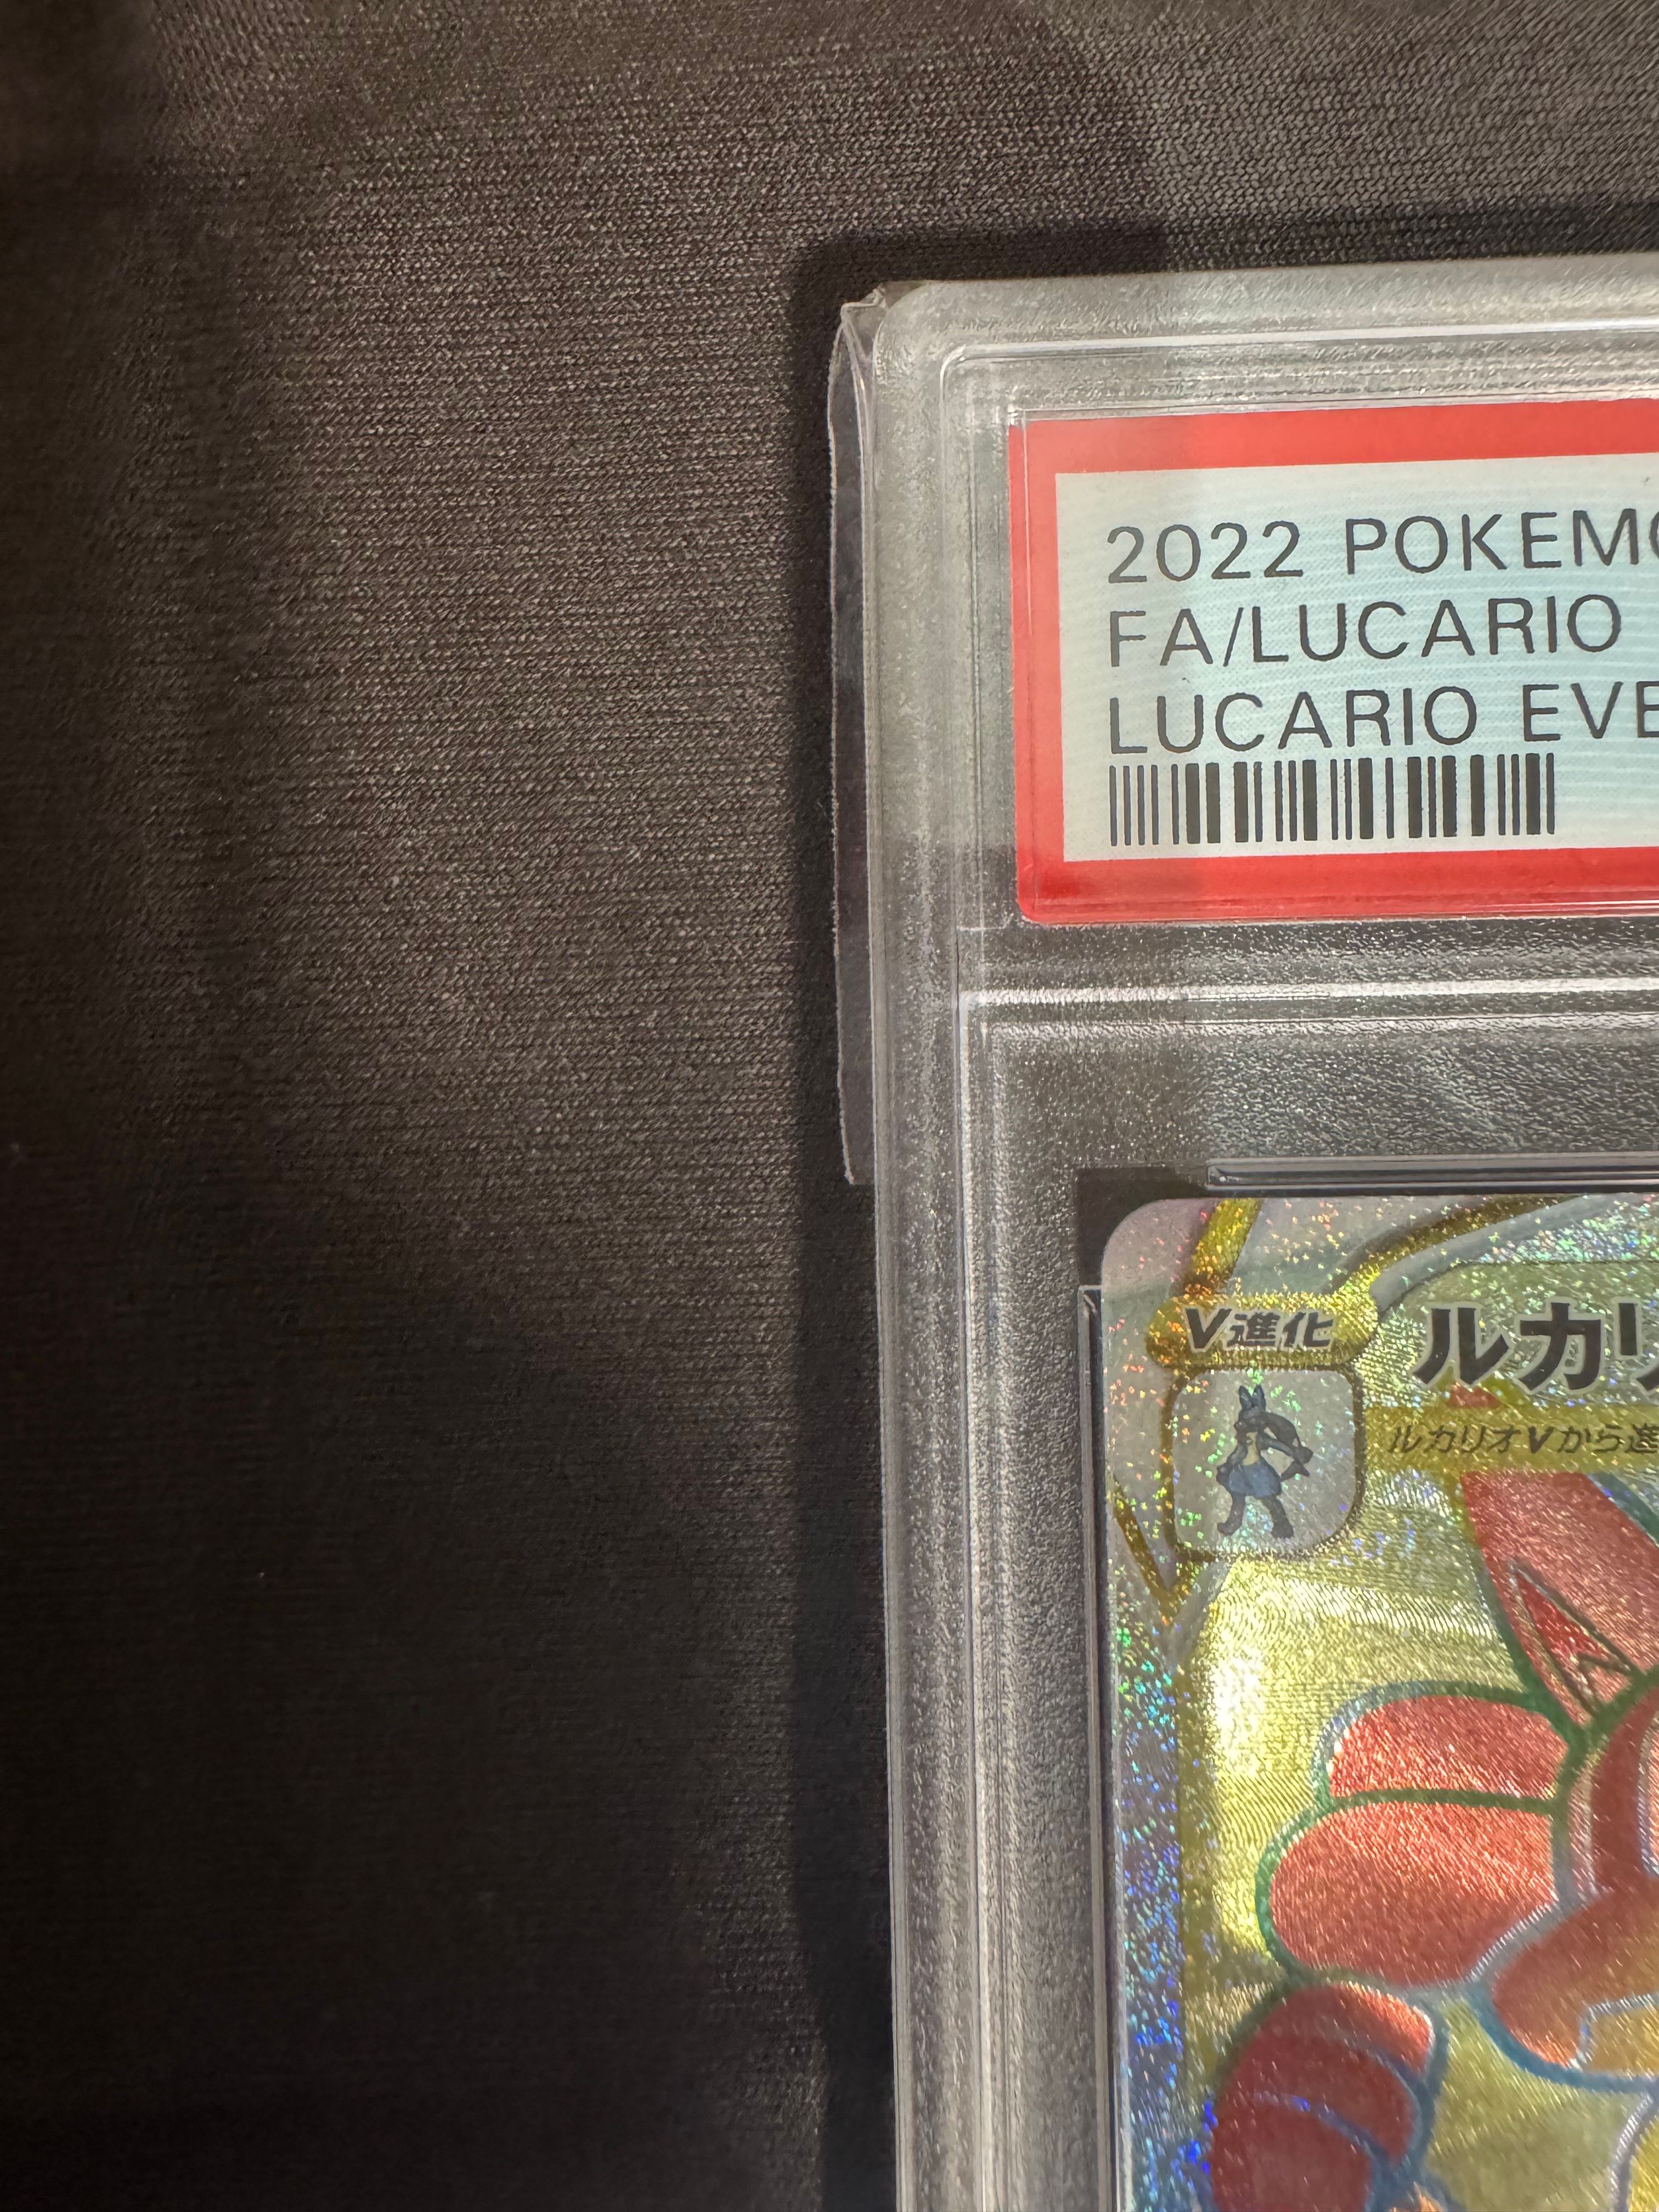 2022 POKEMO
FA/LUCARIO
LUCARIO EVE
V進化
ルカリ
ルカリオVから進